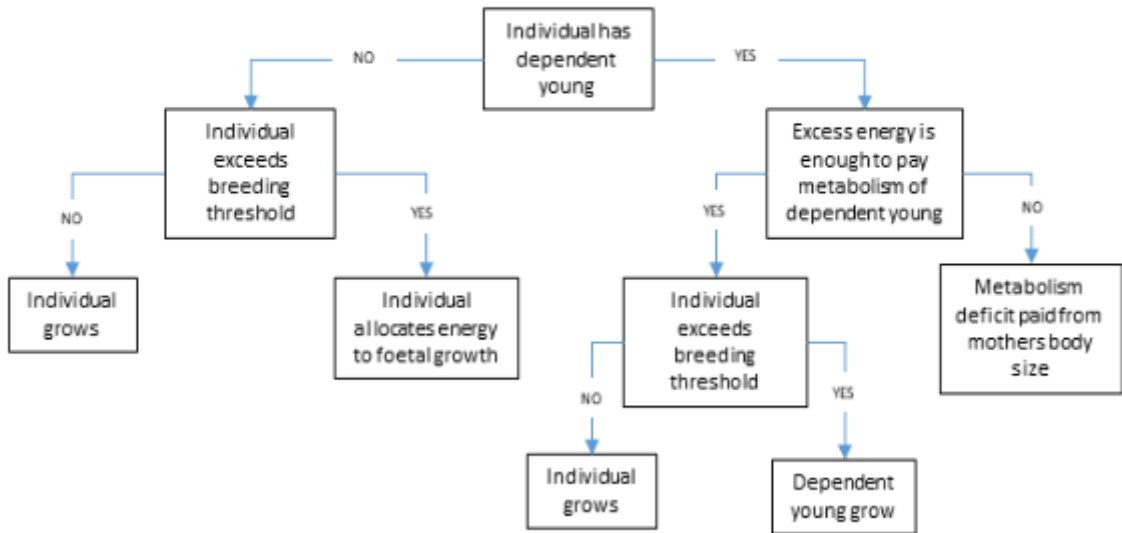 Individual has
dependent
young
NO
YES
Individual
exceeds
breeding
threshold
Excess energy is
enough to pay
metabolism of
dependent young
NO
YES
YES
NO
Individual
grows
Individual
allocates energy
to foetal growth
Individual
exceeds
breeding
threshold
Metabolism
deficit paid from
mothers body
size
NO
YES
Individual
grows
Dependent
young grow